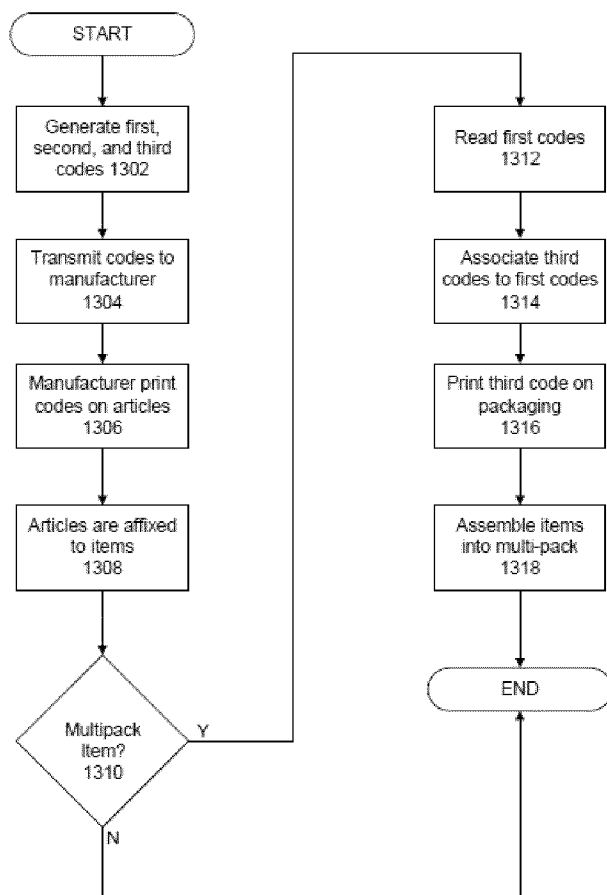 START
Generate first,
second, and third
codes 1302
Transmit codes to
manufacturer
1304
Manufacturer print
codes on articles
1306
Articles are affixed
to items
1308
Multipack
Item?
1310
Y
N
Read first codes
1312
Associate third
codes to first codes
1314
Print third code on
packaging
1316
Assemble items
into multi-pack
1318
END